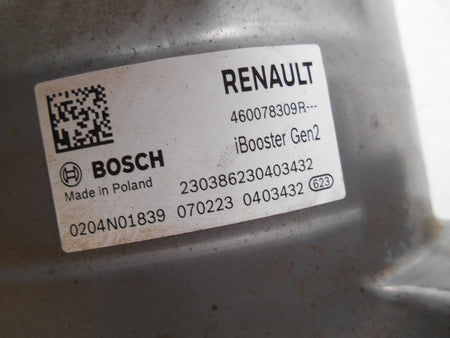 RENAULT
460078309R---
iBooster Gen2
BOSCH
Made in Poland
230386230403432
0204N01839 070223 0403432 623